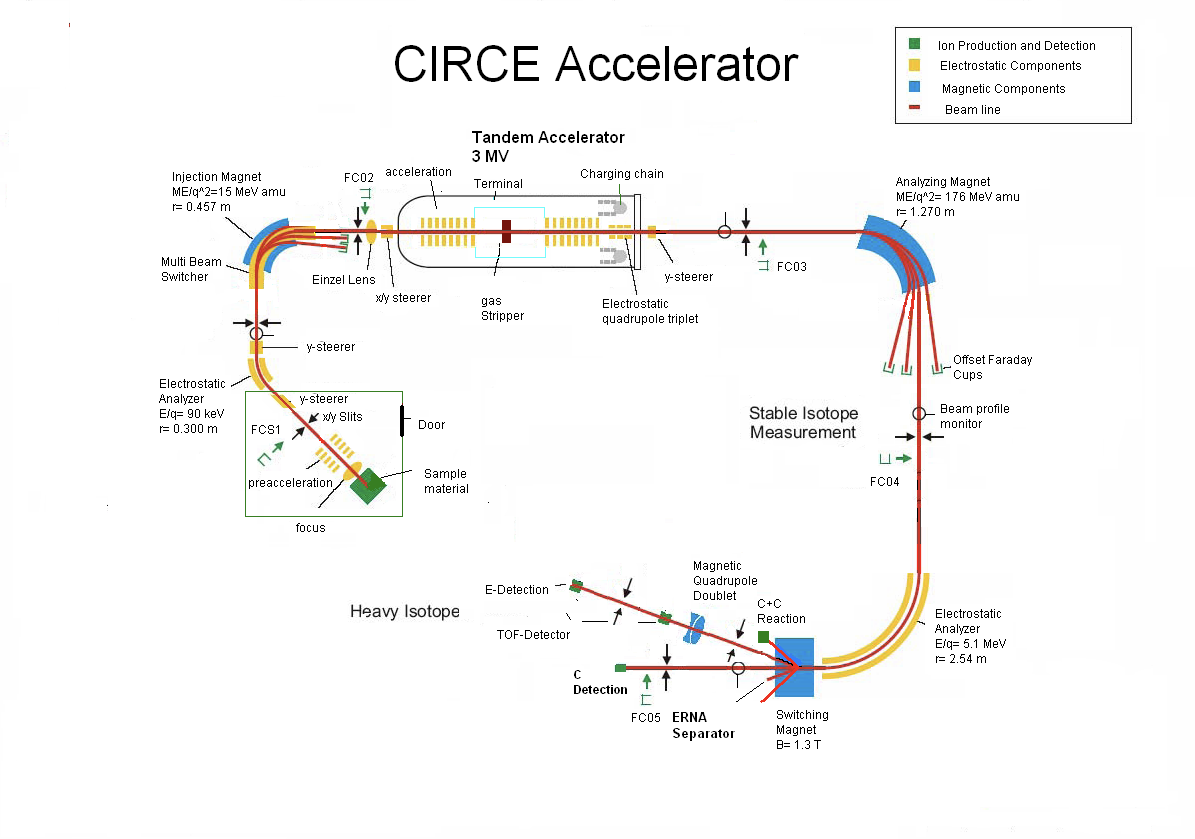 CIRCE Accelerator
Ion Production and Detection
Electrostatic Components
Magnetic Components
Beam line
Tandem Accelerator
3 MV
Injection Magnet
ME/q^2=15 MeV amu
r= 0.457 m
FC02
acceleration
Terminal
Charging chain
Analyzing Magnet
ME/q^2= 176 MeV amu
r= 1.270 m
Multi Beam
Switcher
Einzel Lens
x/y steerer
gas
Stripper
Electrostatic
quadrupole triplet
y-steerer
FC03
y-steerer
Offset Faraday
Cups
Electrostatic
Analyzer
E/q= 90 keV
r= 0.300 m
y-steerer
x/y Slits
FCS1
Door
Stable Isotope
Measurement
Beam profile
monitor
preacceleration
Sample
material
FC04
focus
E-Detection
Magnetic
Quadrupole
Doublet
C+C
Reaction
Heavy Isotope
TOF-Detector
Electrostatic
Analyzer
E/q= 5.1 MeV
r= 2.54 m
C
Detection
FC05
ERNA
Separator
Switching
Magnet
B= 1.3 T